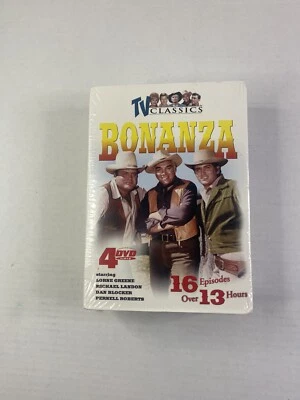 TV
CLASSICS
BONANZA
4 DVD
starring
LORNE GREENE
MICHAEL LANDON
DAN BLOCKER
PERNELL ROBERTS
16 Episodes
Over 13 Hours